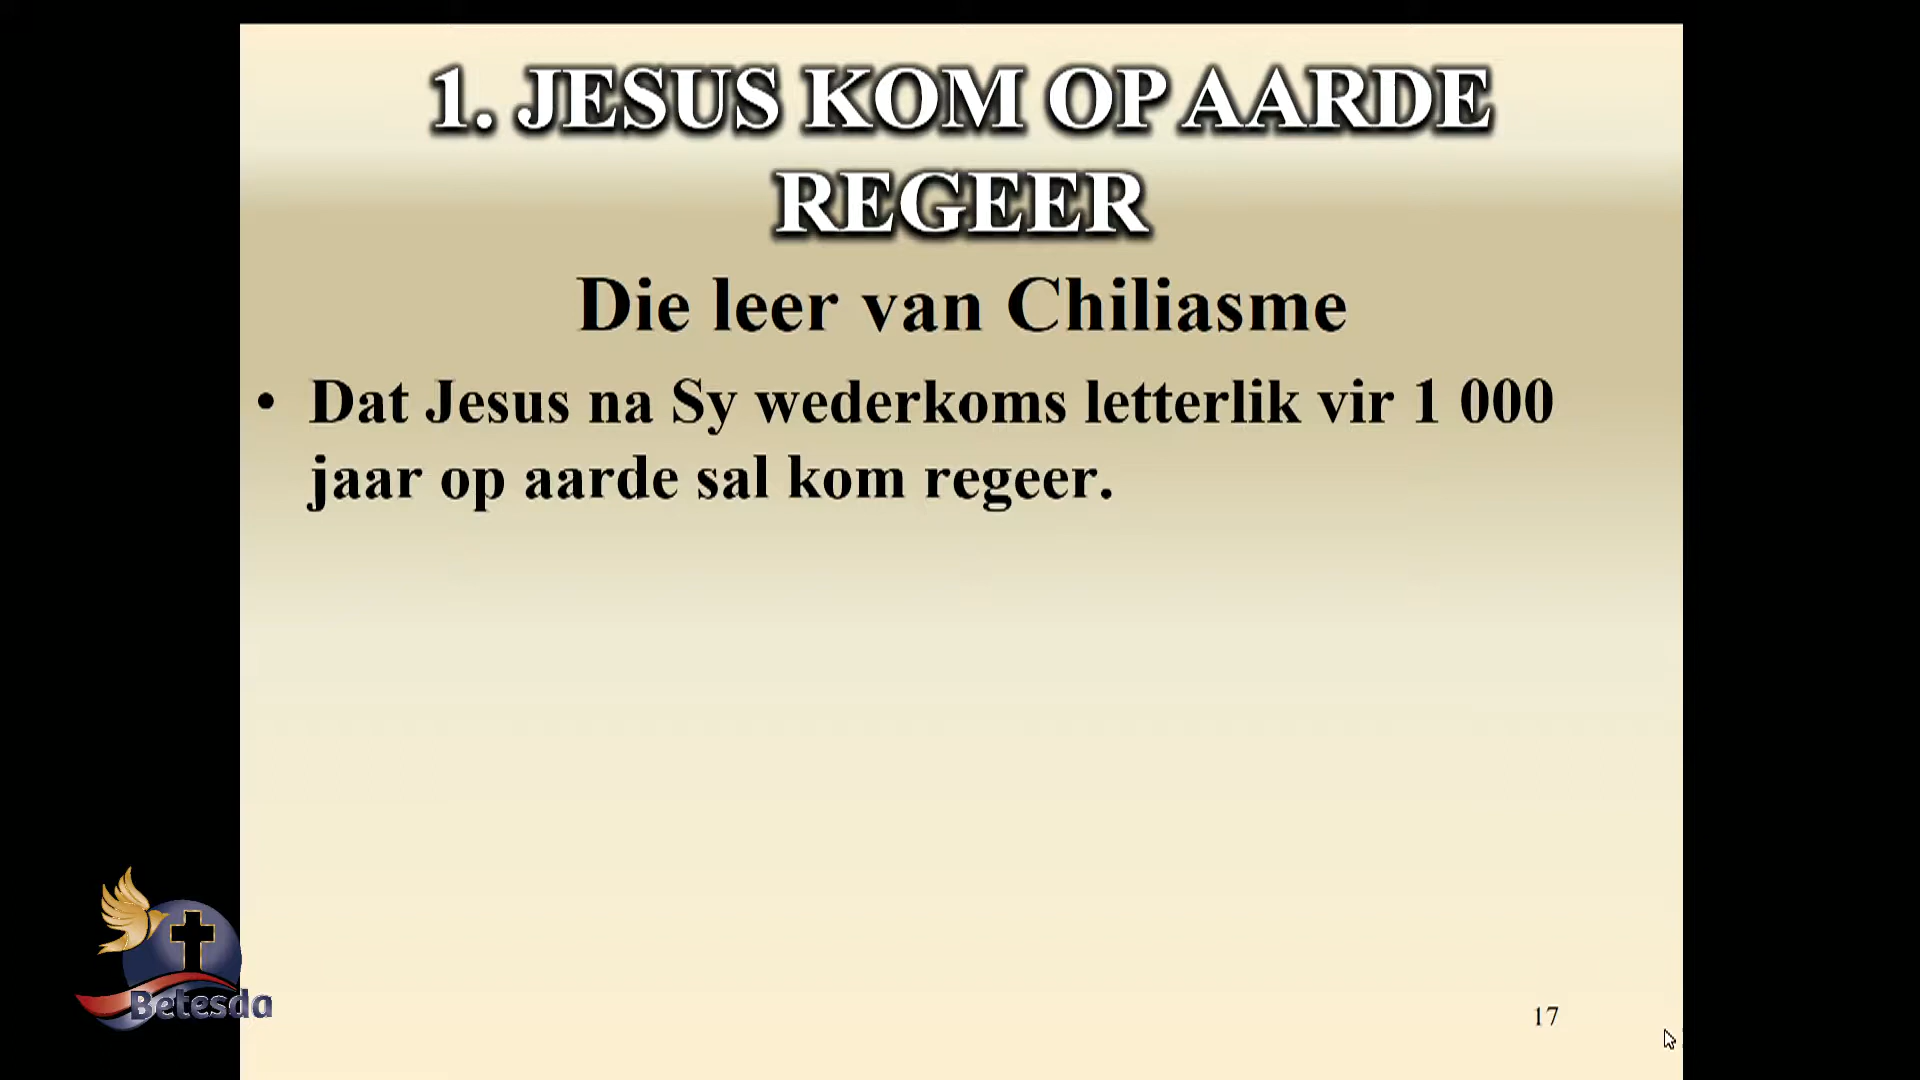 1. JESUS KOM OP AARDE
REGEER
Die leer van Chiliasme
• Dat Jesus na Sy wederkoms letterlik vir 1 000
jaar op aarde sal kom regeer.
Betesda
17